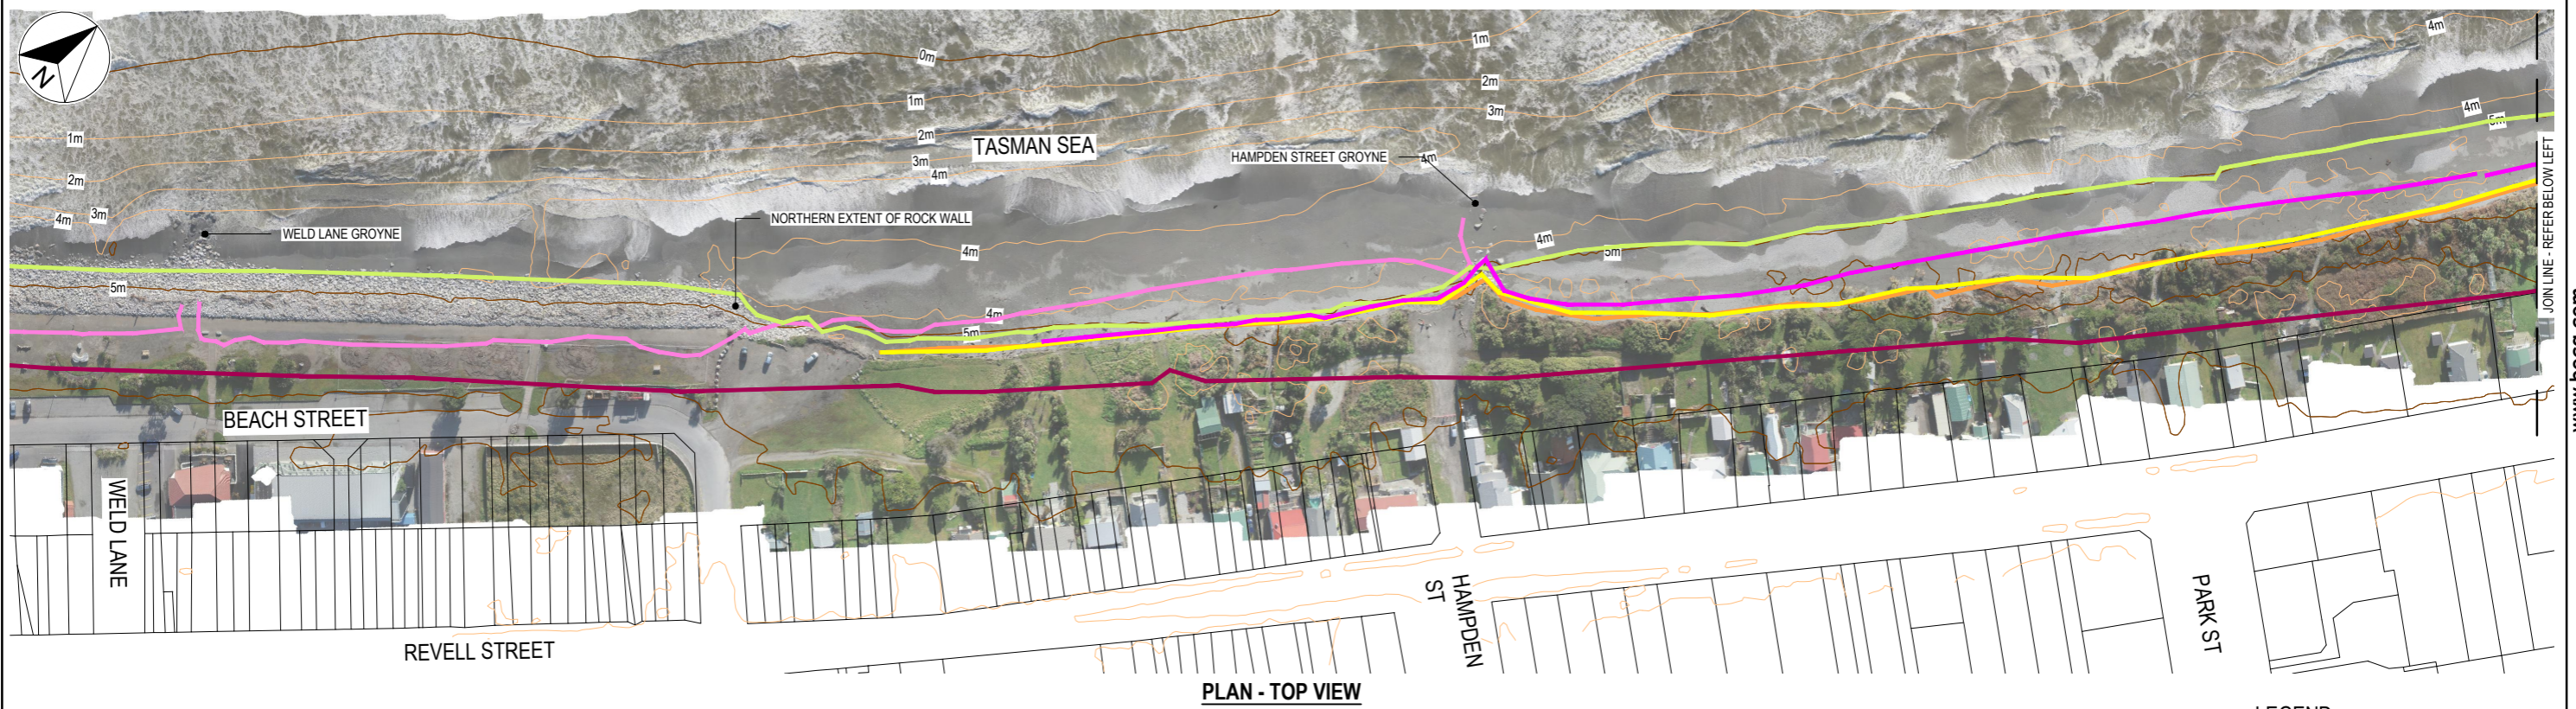 N
0m
1m
2m
3m
4m
1m
2m
3m
4m
1m
2m
3m
4m
4m
4m
5m
TASMAN SEA
HAMPDEN STREET GROYNE
WELD LANE GROYNE
NORTHERN EXTENT OF ROCK WALL
5m
4m
4m
5m
4m
5m
4m
JOIN LINE - REFER BELOW LEFT
BEACH STREET
WELD LANE
REVELL STREET
HAMPDEN
ST
PARK ST
PLAN - TOP VIEW